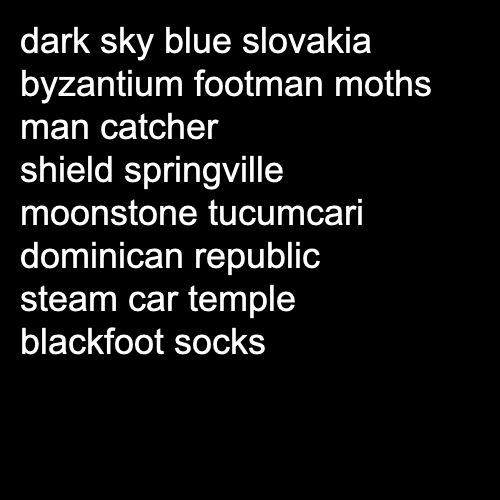 dark sky blue slovakia
byzantium footman moths
man catcher
shield springville
moonstone tucumcari
dominican republic
steam car temple
blackfoot socks